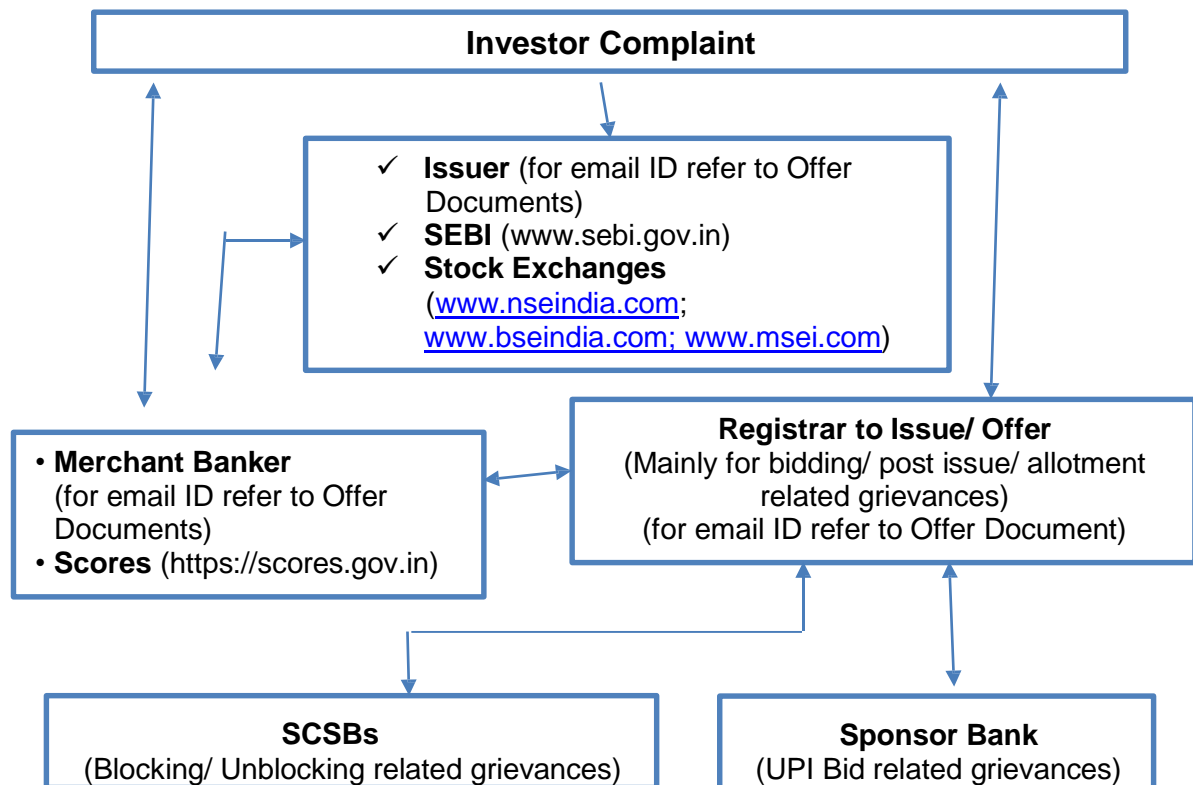 Investor Complaint
✓ Issuer (for email ID refer to Offer
Documents)
✓ SEBI (www.sebi.gov.in)
✓ Stock Exchanges
(www.nseindia.com;
www.bseindia.com; www.msei.com)
• Merchant Banker
(for email ID refer to Offer
Documents)
• Scores (https://scores.gov.in)
Registrar to Issue/ Offer
(Mainly for bidding/ post issue/ allotment
related grievances)
(for email ID refer to Offer Document)
SCSBs
(Blocking/ Unblocking related grievances)
Sponsor Bank
(UPI Bid related grievances)